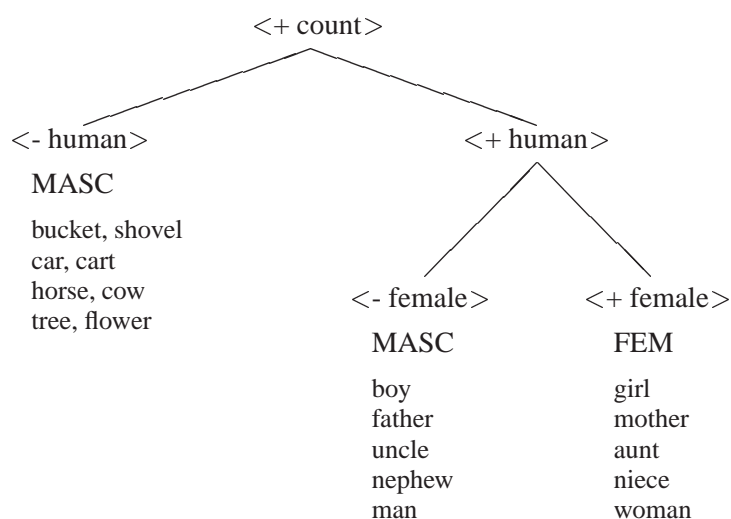 <+ count>
<- human>
<+ human>
MASC
bucket, shovel
car, cart
horse, cow
tree, flower
<- female>
<+ female>
MASC
FEM
boy
girl
father
mother
uncle
aunt
nephew
niece
man
woman